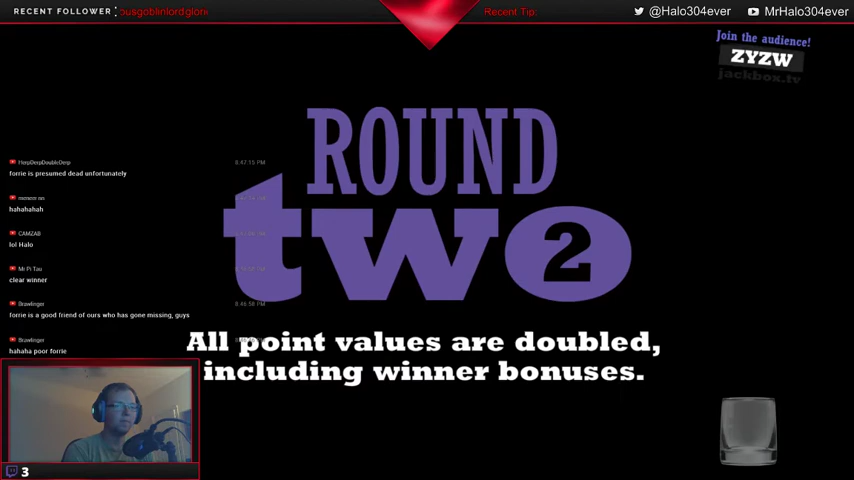 RECENT FOLLOWER
Recent Tip:
@Halo304ever
MrHalo304ever
Join the audience!
ZYZW
jackbox.tv
ROUND
two 2
All point values are doubled,
including winner bonuses.
HerpDerpDoubleDerp
8:47:15 PM
forrie is presumed dead unfortunately
hahahahah
CAMZAB
lol Halo
Mr Pi Tau
clear winner
Brawlinger
8:46:58 PM
forrie is a good friend of ours who has gone missing, guys
Brawlinger
hahaha poor forrie
3